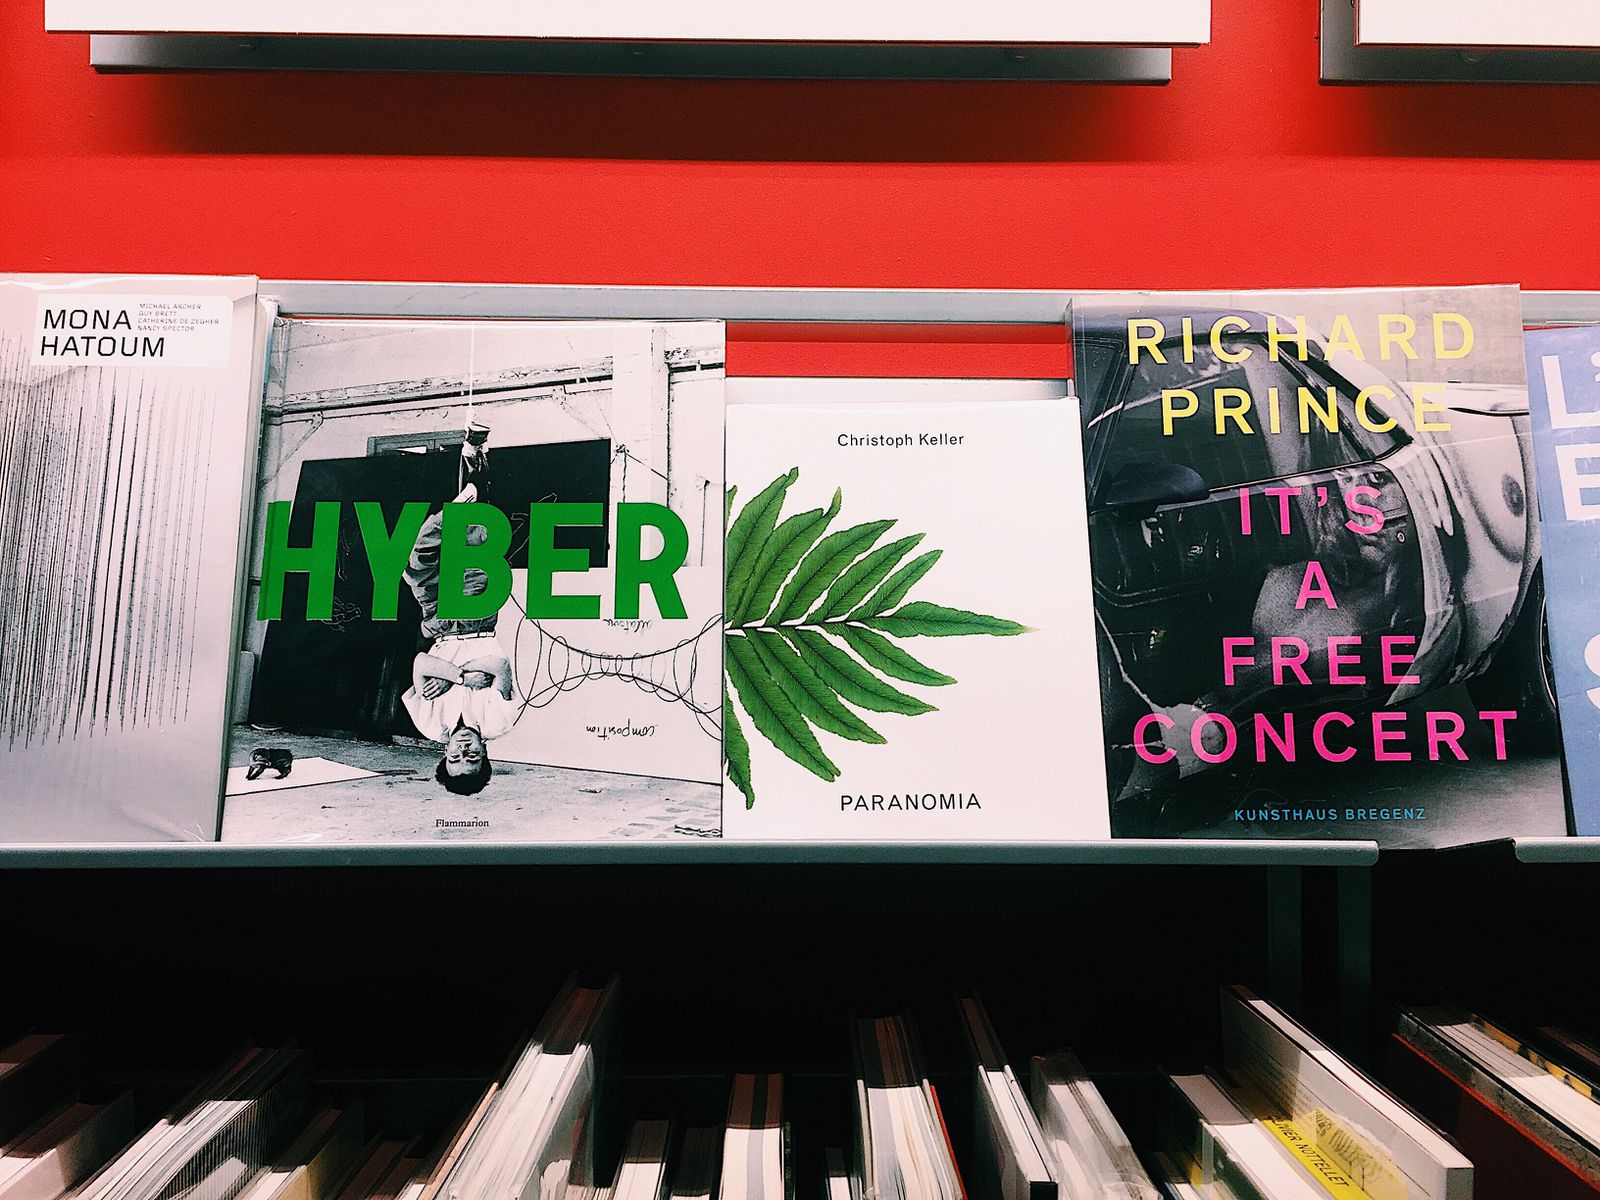 MONA
HATOUM
MICHAEL ARCHER
GUY BRETT
CATHERINE DE ZEGHER
NANCY SPECTOR
HYBER
composition
Flammarion
Christoph Keller
PARANOMIA
RICHARD
PRINCE
IT'S
A
FREE
CONCERT
KUNSTHAUS BREGENZ
NOTTELET